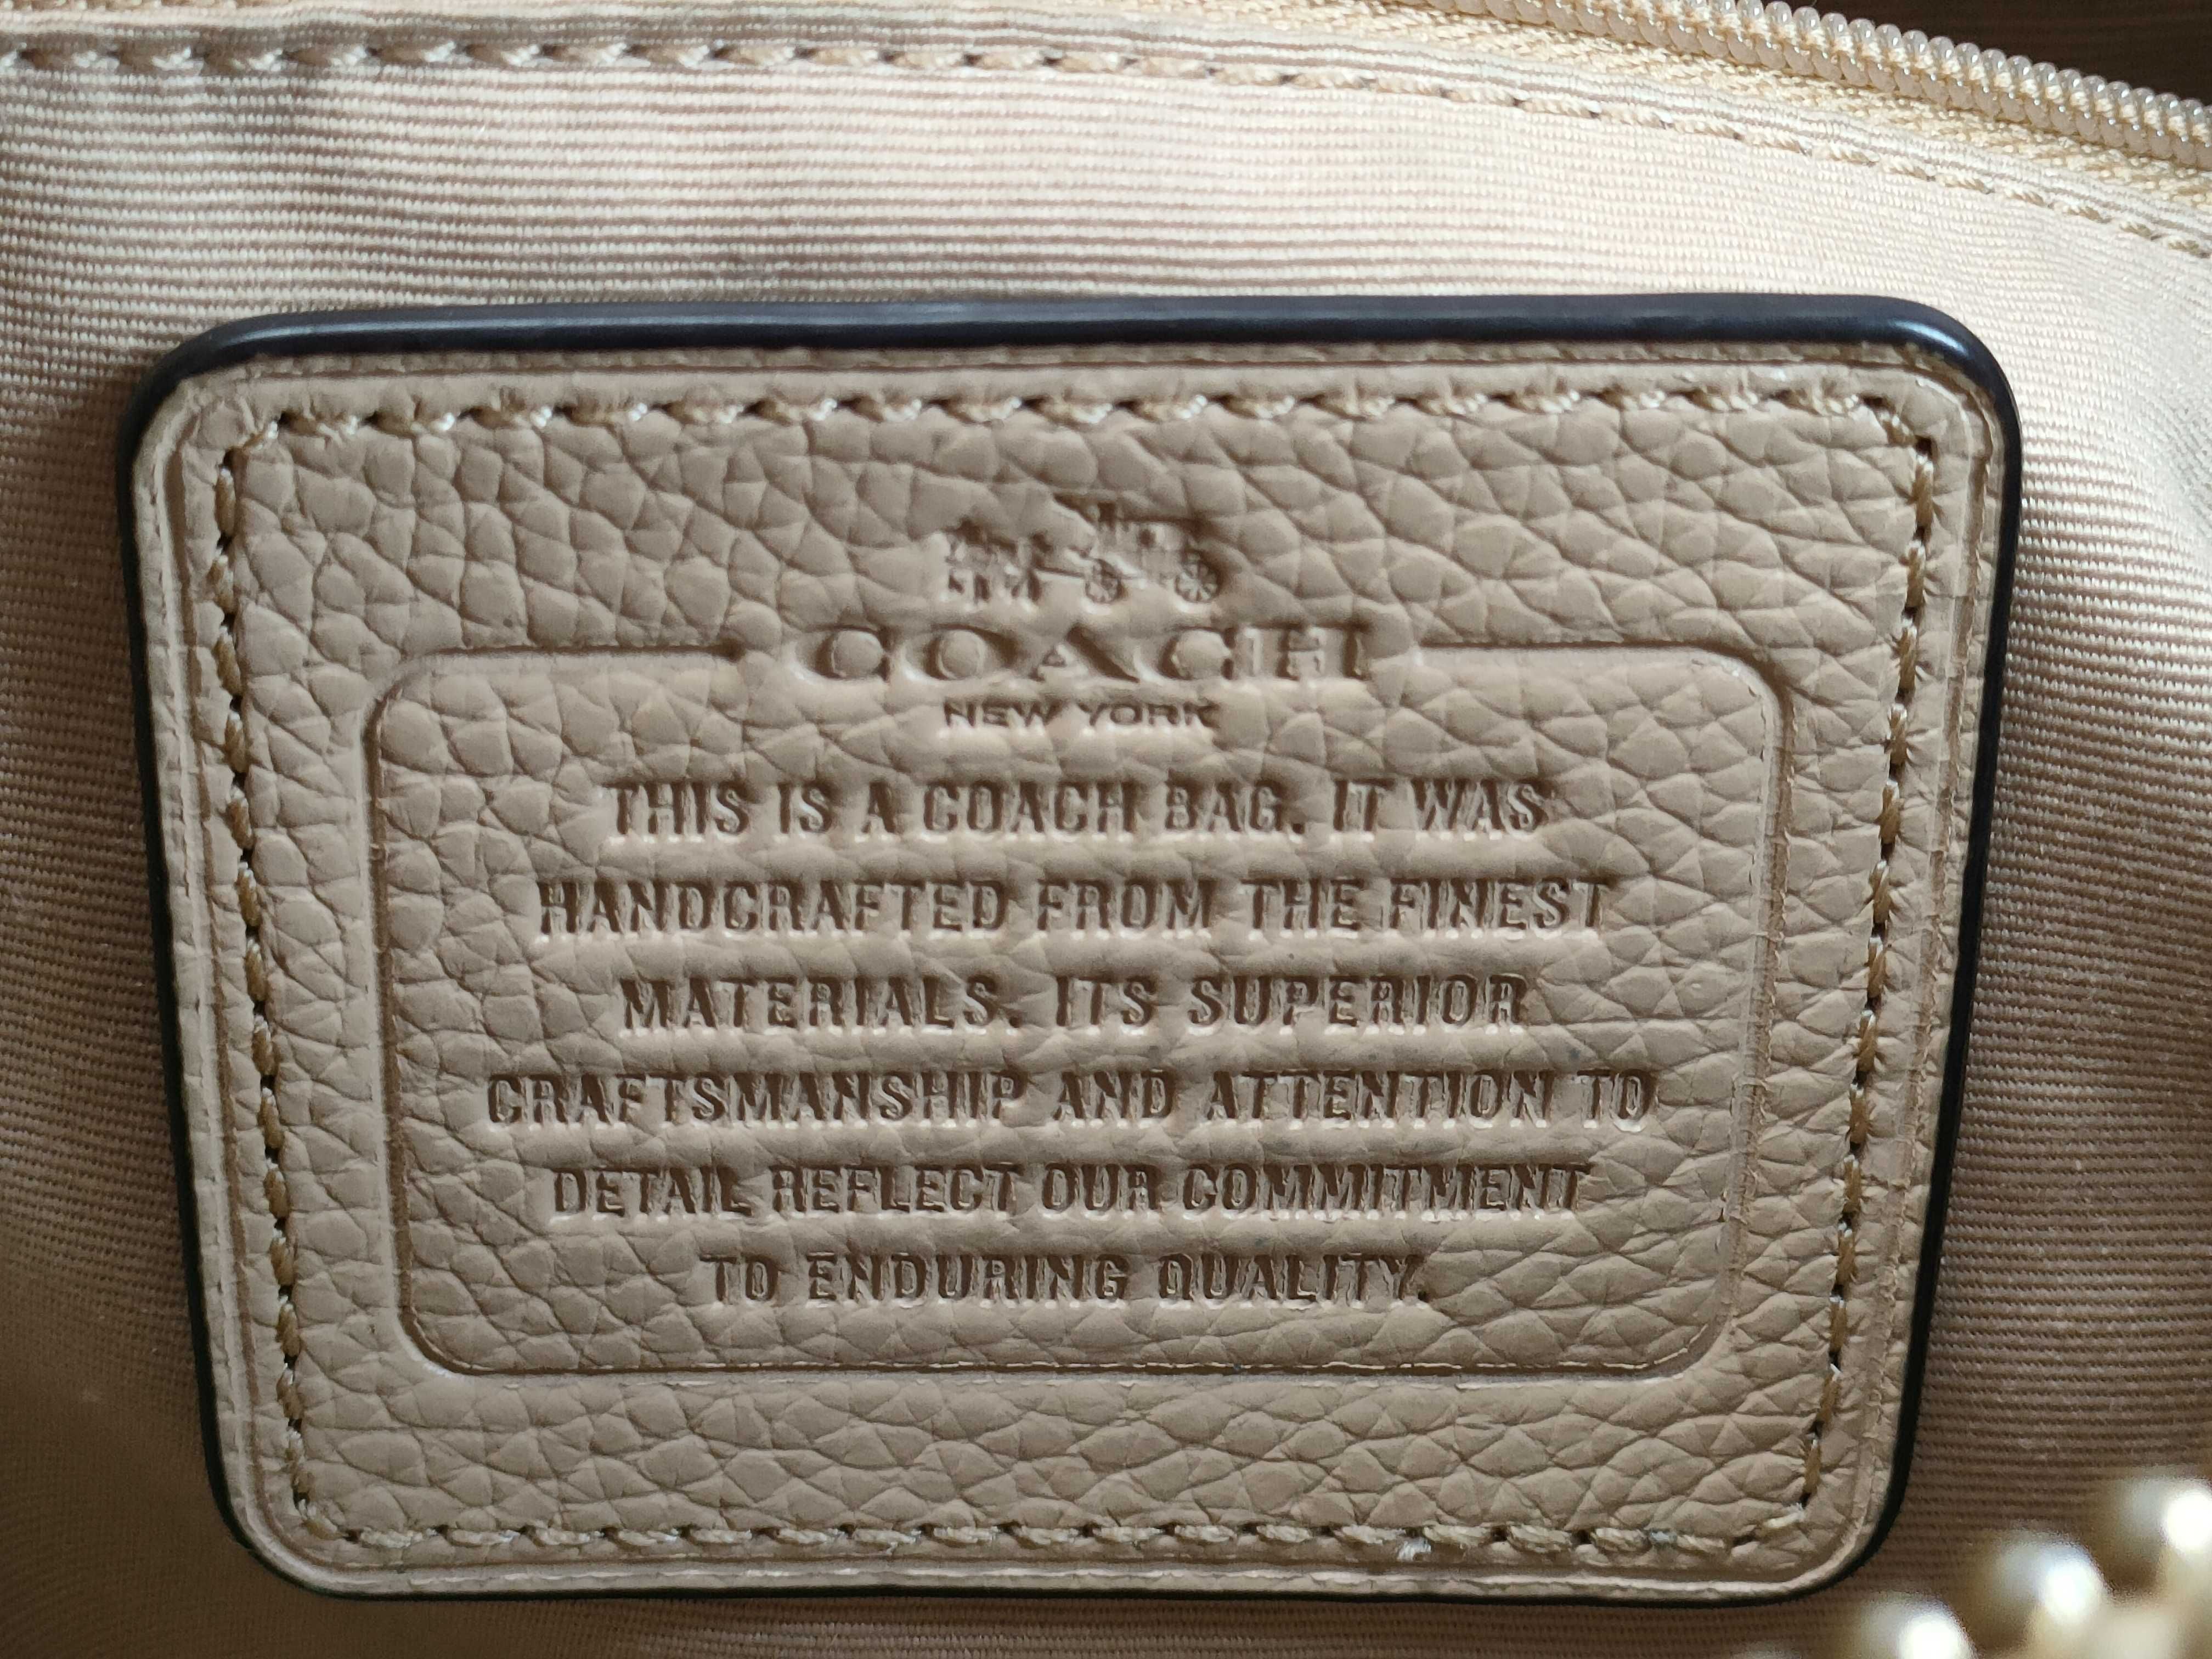 COACH
NEW YORK
THIS IS A COACH BAG. IT WAS
HANDCRAFTED FROM THE FINEST
MATERIALS. ITS SUPERIOR
CRAFTSMANSHIP AND ATTENTION TO
DETAIL REFLECT OUR COMMITMENT
TO ENDURING QUALITY.